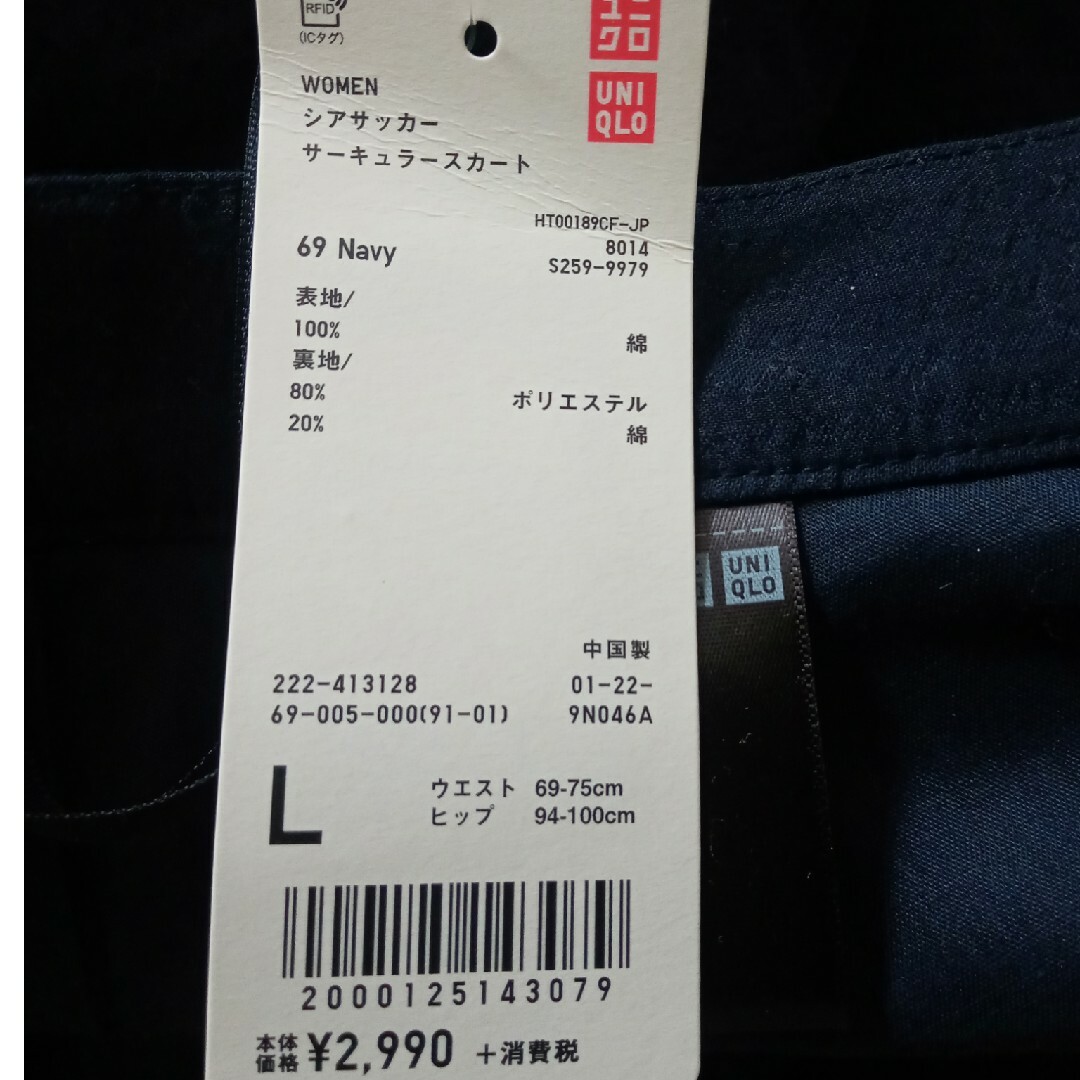 RFID
(ICタグ)
ユニ
クロ
UNI
QLO
WOMEN
シアサッカー
サーキュラースカート
HT00189CF-JP
69 Navy
8014
S259-9979
表地/
100% 綿
裏地/
80% ポリエステル
20% 綿
UNI
QLO
中国製
222-413128 01-22-
69-005-000(91-01) 9N046A
L
ウエスト 69-75cm
ヒップ 94-100cm
2000125143079
本体
価格 ¥2,990 +消費税